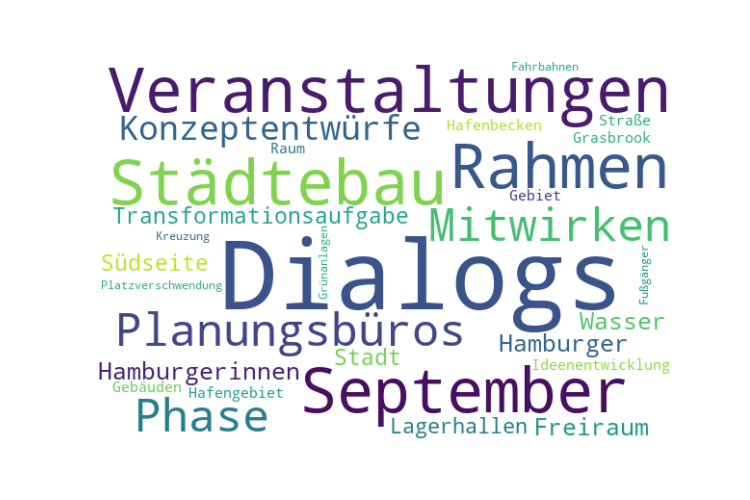 Fahrbahnen
Veranstaltungen
Konzeptentwürfe
Hafenbecken
Straße
Grasbrook
Raum
Rahmen
Städtebau
Gebiet
Transformationsaufgabe
Mitwirken
Kreuzung
Grünanlagen
Dialogs
Fußgänger
Südseite
Platzverschwendung
Planungsbüros
Wasser
Hamburger
Stadt
Hamburgerinnen
Ideenentwicklung
September
Gebäuden
Hafengebiet
Phase
Lagerhallen
Freiraum